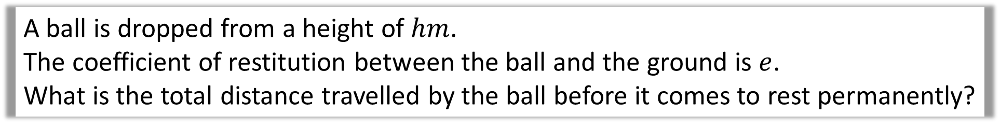 A ball is dropped from a height of hm.
The coefficient of restitution between the ball and the ground is e.
What is the total distance travelled by the ball before it comes to rest permanently?